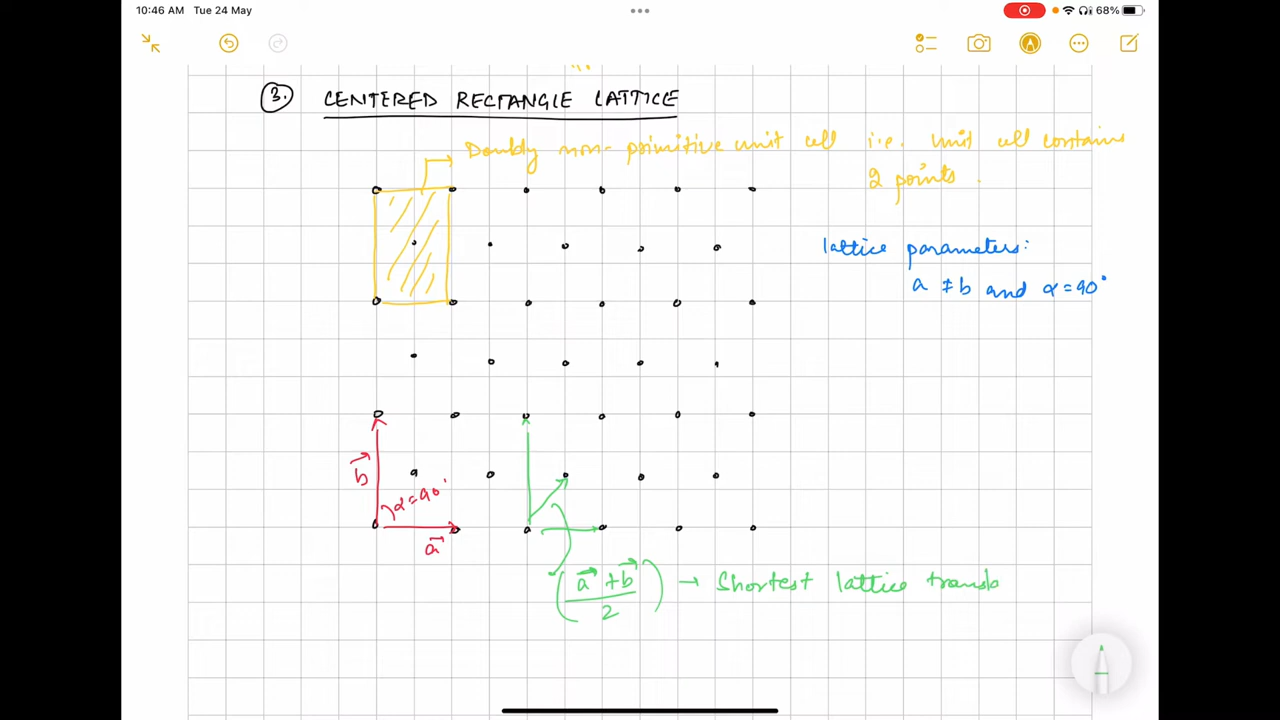 10:46 AM Tue 24 May
68%
3. CENTERED RECTANGLE LATTICE
Doubly non-primitive unit cell i.e. unit cell contains
2 points.
lattice parameters:
a ≠ b and α = 90°
b
α = 90°
a
(a + b / 2) → Shortest lattice transl